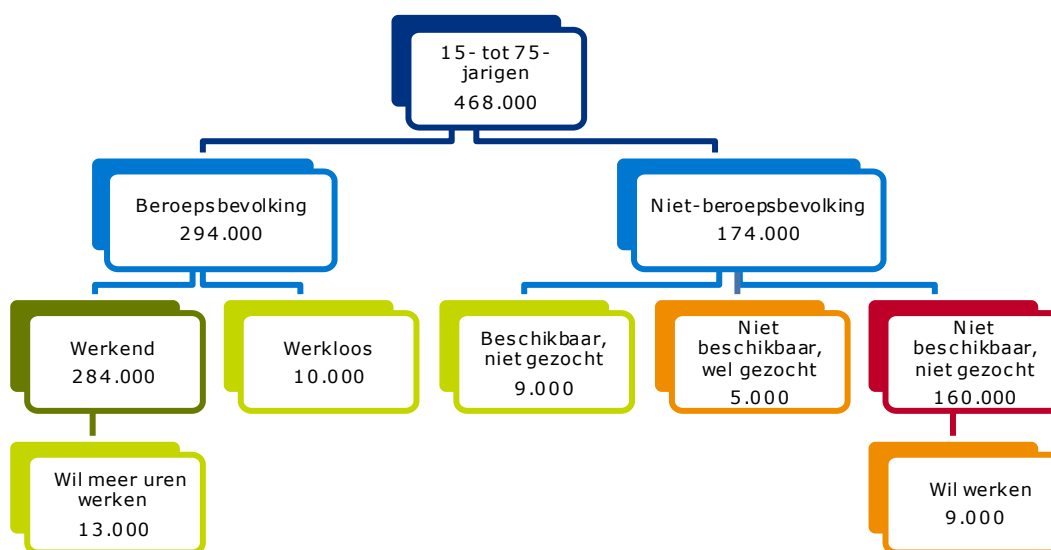 15- tot 75-
jarigen
468.000
Beroepsbevolking
294.000
Niet-beroepsbevolking
174.000
Werkend
284.000
Werkloos
10.000
Beschikbaar,
niet gezocht
9.000
Niet
beschikbaar,
wel gezocht
5.000
Niet
beschikbaar,
niet gezocht
160.000
Wil meer uren
werken
13.000
Wil werken
9.000